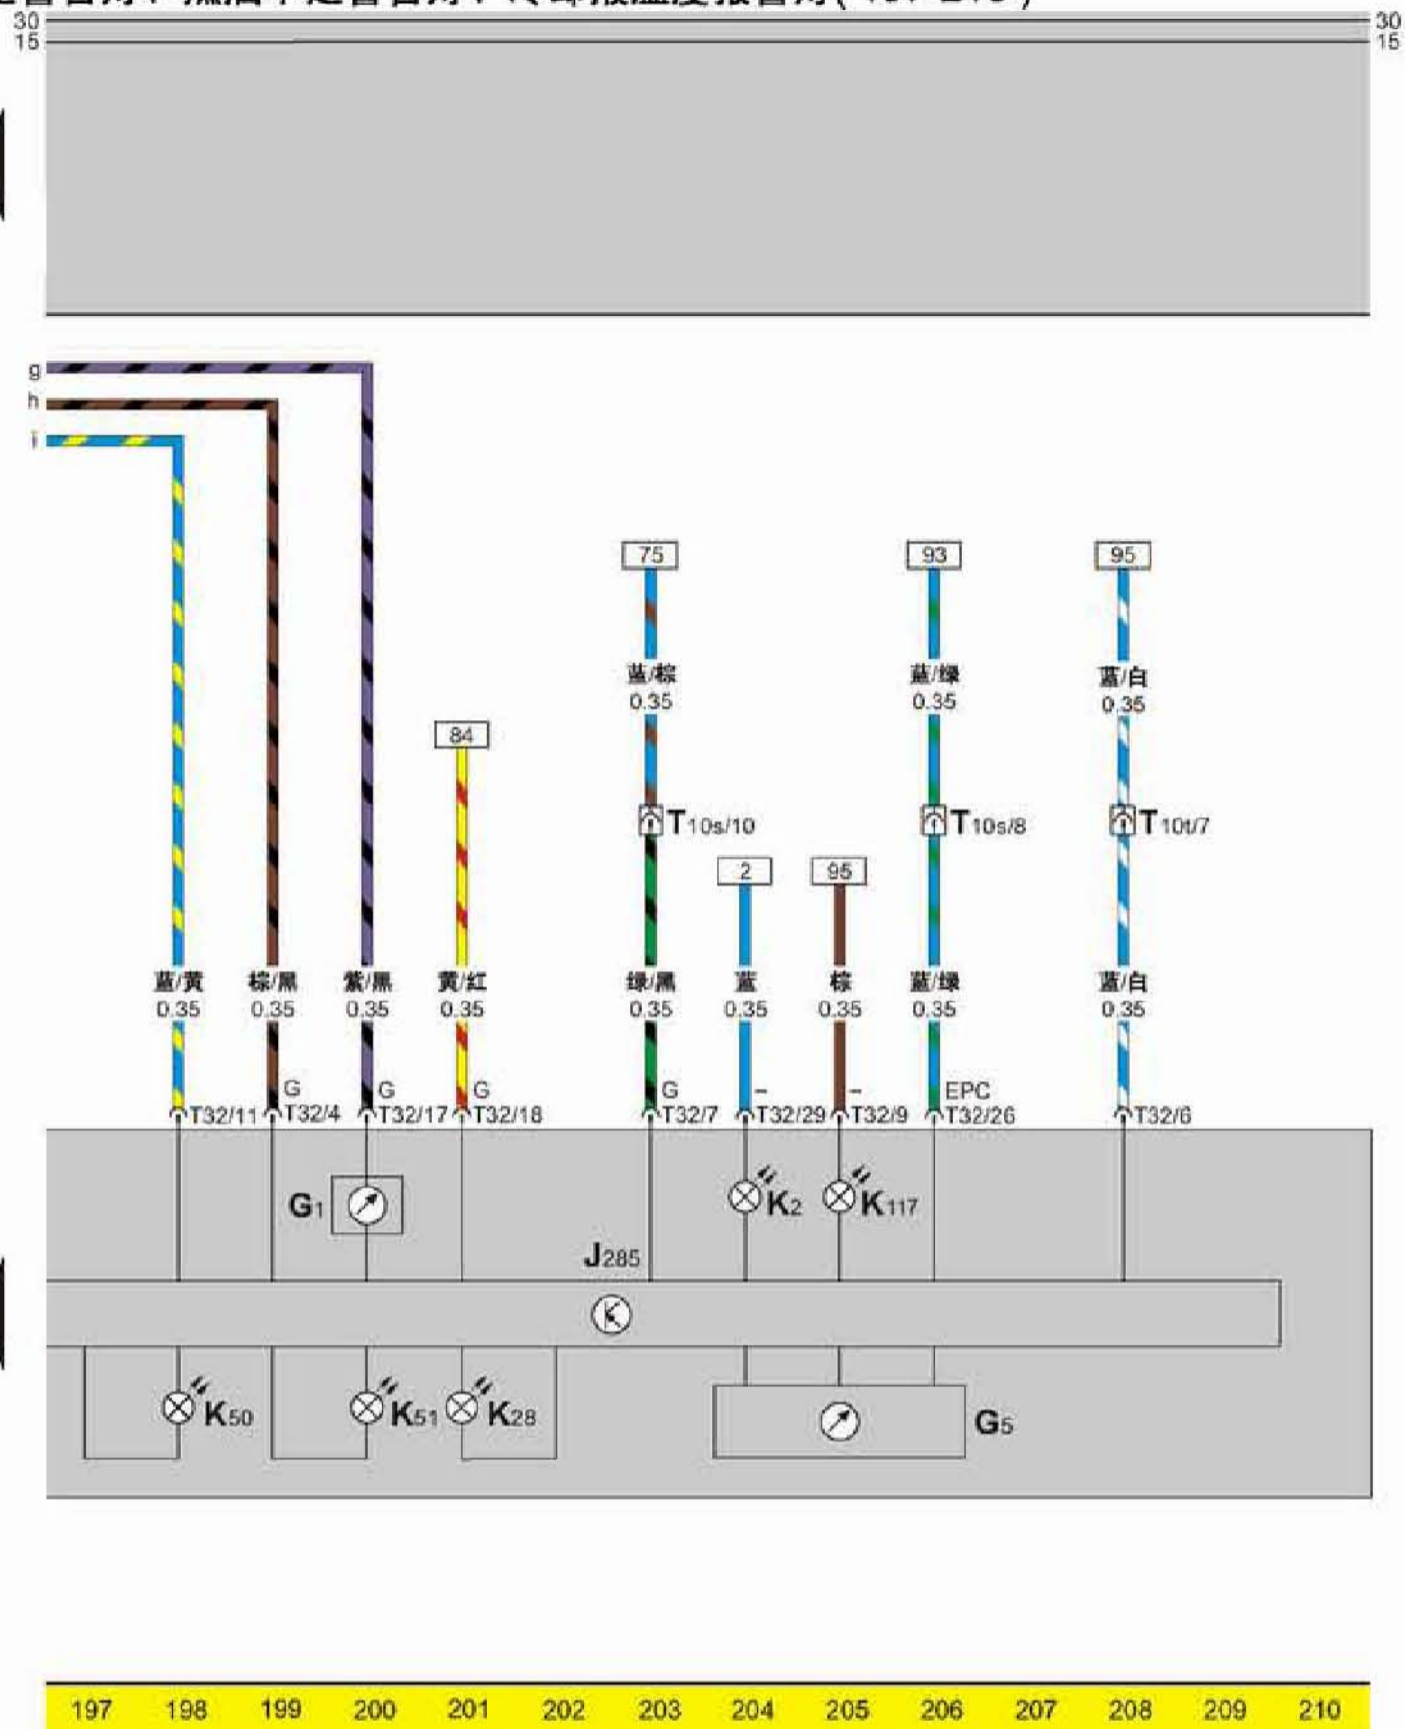 30 30
15 15
g
h
i
75 93 95
蓝/棕 蓝/绿 蓝/白
0.35 0.35 0.35
84
T10s/10 T10s/8 T10t/7
2 95
蓝/黄 棕/黑 紫/黑 黄/红 绿/黑 蓝 棕 蓝/绿 蓝/白
0.35 0.35 0.35 0.35 0.35 0.35 0.35 0.35 0.35
G G G G – – EPC
T32/11 T32/4 T32/17 T32/18 T32/7 T32/29 T32/9 T32/26 T32/6
G1 K2 K117
J285
K50 K51 K28 G5
197 198 199 200 201 202 203 204 205 206 207 208 209 210